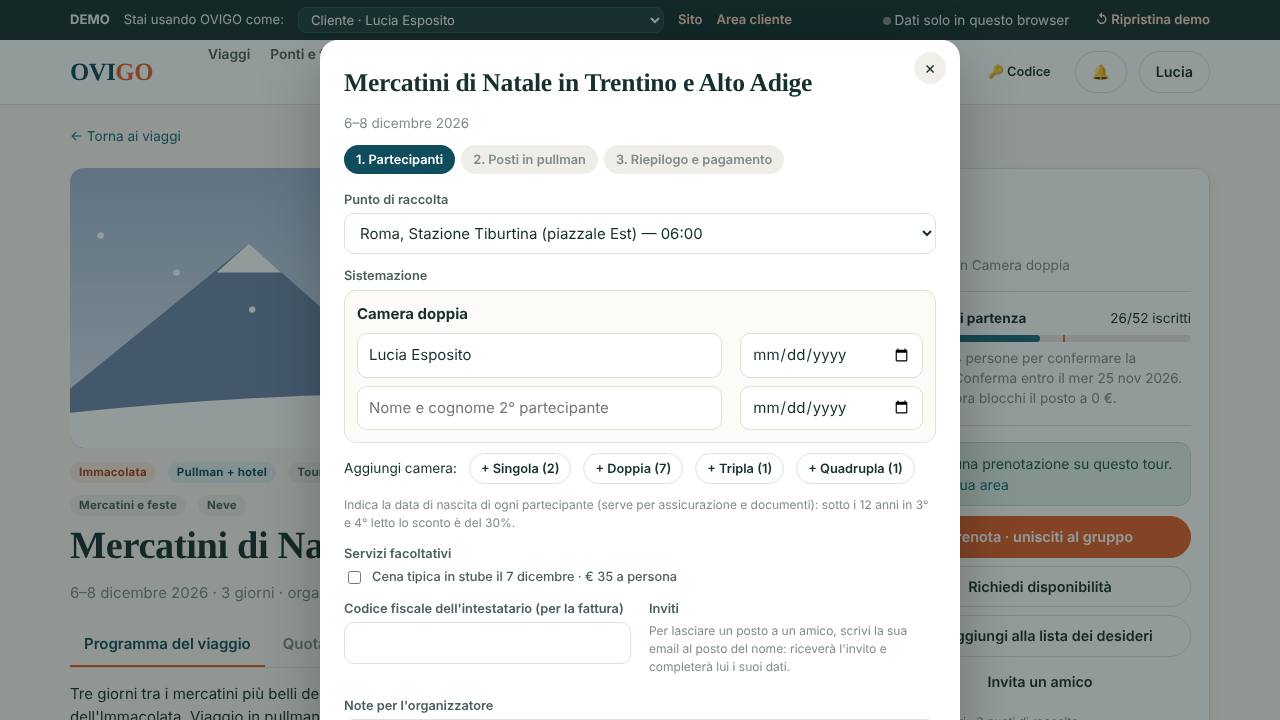 DEMO Stai usando OVIGO come: Cliente · Lucia Esposito Sito Area cliente Dati solo in questo browser Ripristina demo
OVIGO Viaggi Ponti e Codice Lucia
← Torna ai viaggi
Mercatini di Natale in Trentino e Alto Adige
×
6–8 dicembre 2026
1. Partecipanti 2. Posti in pullman 3. Riepilogo e pagamento
Punto di raccolta
Roma, Stazione Tiburtina (piazzale Est) — 06:00
Sistemazione
Camera doppia
Lucia Esposito mm/dd/yyyy
Nome e cognome 2° partecipante mm/dd/yyyy
Aggiungi camera: + Singola (2) + Doppia (7) + Tripla (1) + Quadrupla (1)
Indica la data di nascita di ogni partecipante (serve per assicurazione e documenti): sotto i 12 anni in 3°
e 4° letto lo sconto è del 30%.
Servizi facoltativi
Cena tipica in stube il 7 dicembre · € 35 a persona
Codice fiscale dell'intestatario (per la fattura)
Inviti
Per lasciare un posto a un amico, scrivi la sua
email al posto del nome: riceverà l'invito e
completerà lui i suoi dati.
Note per l'organizzatore
Immacolata Pullman + hotel
Mercatini e feste Neve
Mercatini di Na
6–8 dicembre 2026 · 3 giorni · orga
Programma del viaggio
Tre giorni tra i mercatini più belli de
dell'Immacolata. Viaggio in pullman
Camera doppia
i partenza 26/52 iscritti
persone per confermare la
Conferma entro il mer 25 nov 2026.
blocchi il posto a 0 €.
una prenotazione su questo tour.
area
renota · unisciti al gruppo
Richiedi disponibilità
ggiungi alla lista dei desideri
Invita un amico